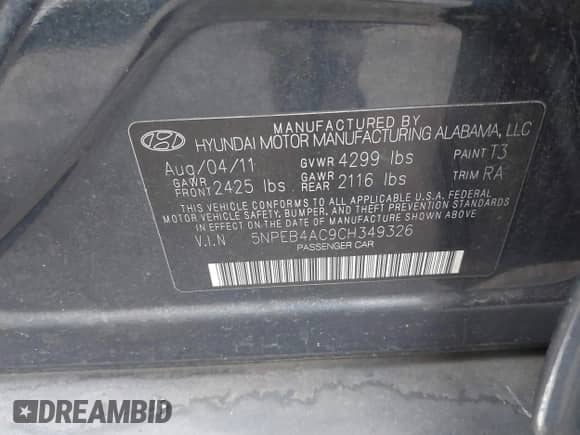 MANUFACTURED BY
HYUNDAI MOTOR MANUFACTURING ALABAMA, LLC
Aug/04/11 GVWR 4299 lbs PAINT T3
GAWR FRONT 2425 lbs GAWR REAR 2116 lbs TRIM RA
THIS VEHICLE CONFORMS TO ALL APPLICABLE U.S.A. FEDERAL
MOTOR VEHICLE SAFETY, BUMPER, AND THEFT PREVENTION STANDARDS
IN EFFECT ON THE DATE OF MANUFACTURE SHOWN ABOVE.
V.I.N 5NPEB4AC9CH349326
PASSENGER CAR
DREAMBID